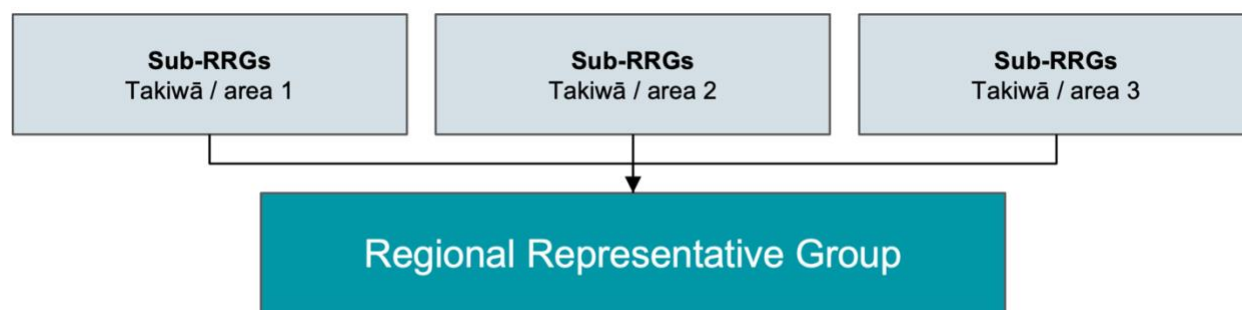 Sub-RRGs
Takiwā / area 1
Sub-RRGs
Takiwā / area 2
Sub-RRGs
Takiwā / area 3
Regional Representative Group